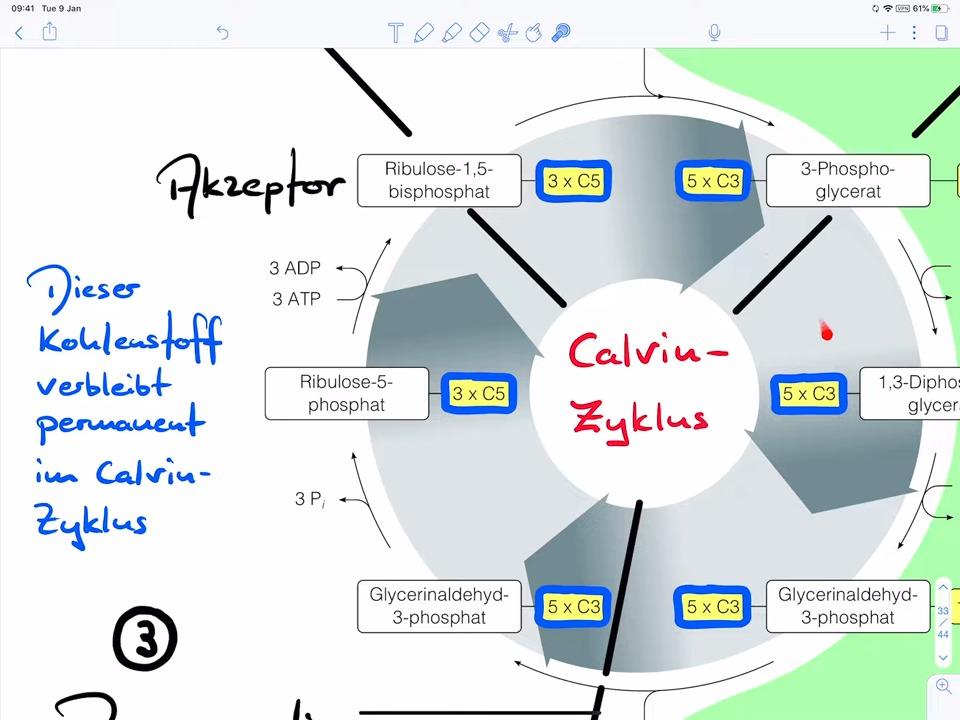 09:41 Tue 9 Jan
VPN 61%
Akzeptor
Ribulose-1,5-
bisphosphat
3 x C5
5 x C3
3-Phospho-
glycerat
3 ADP
3 ATP
Dieser
Kohlenstoff
verbleibt
permanent
im Calvin-
Zyklus
Calvin-
Zyklus
Ribulose-5-
phosphat
3 x C5
5 x C3
1,3-Diphos
glycer
3 Pi
Glycerinaldehyd-
3-phosphat
5 x C3
5 x C3
Glycerinaldehyd-
3-phosphat
33
/
44
3